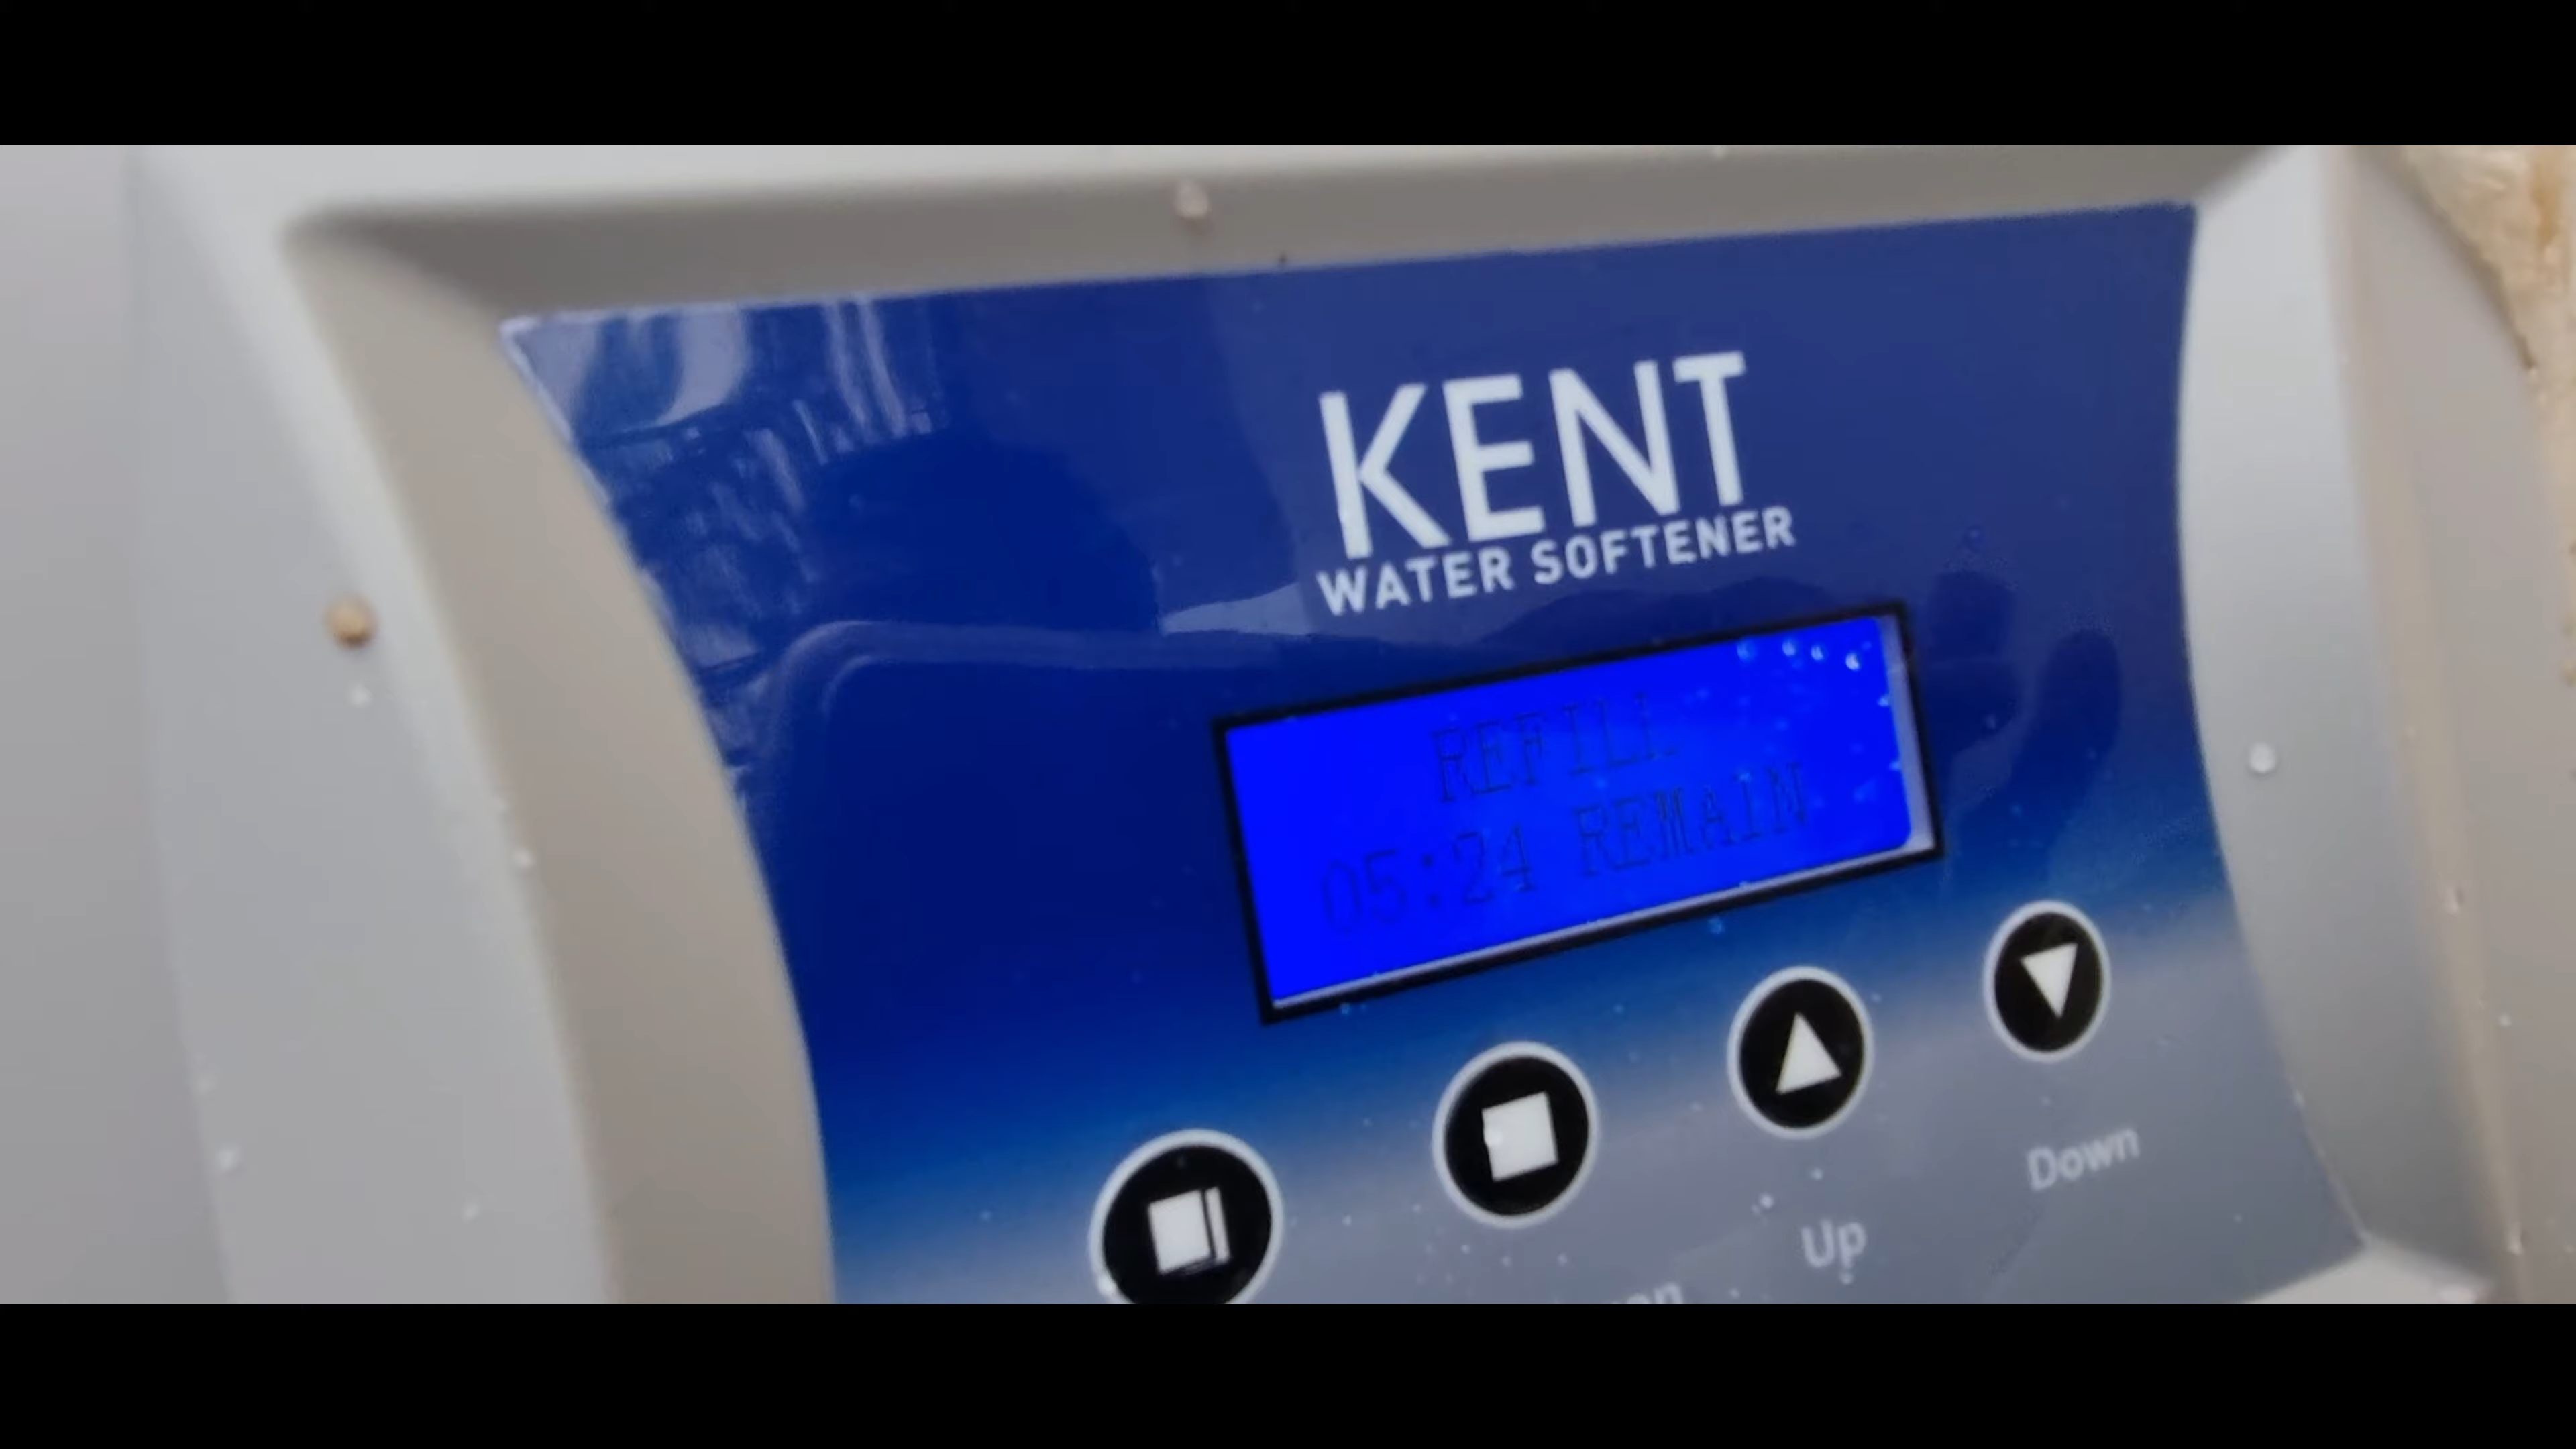 KENT
WATER SOFTENER
REFILL
05:24 REMAIN
Up
Down